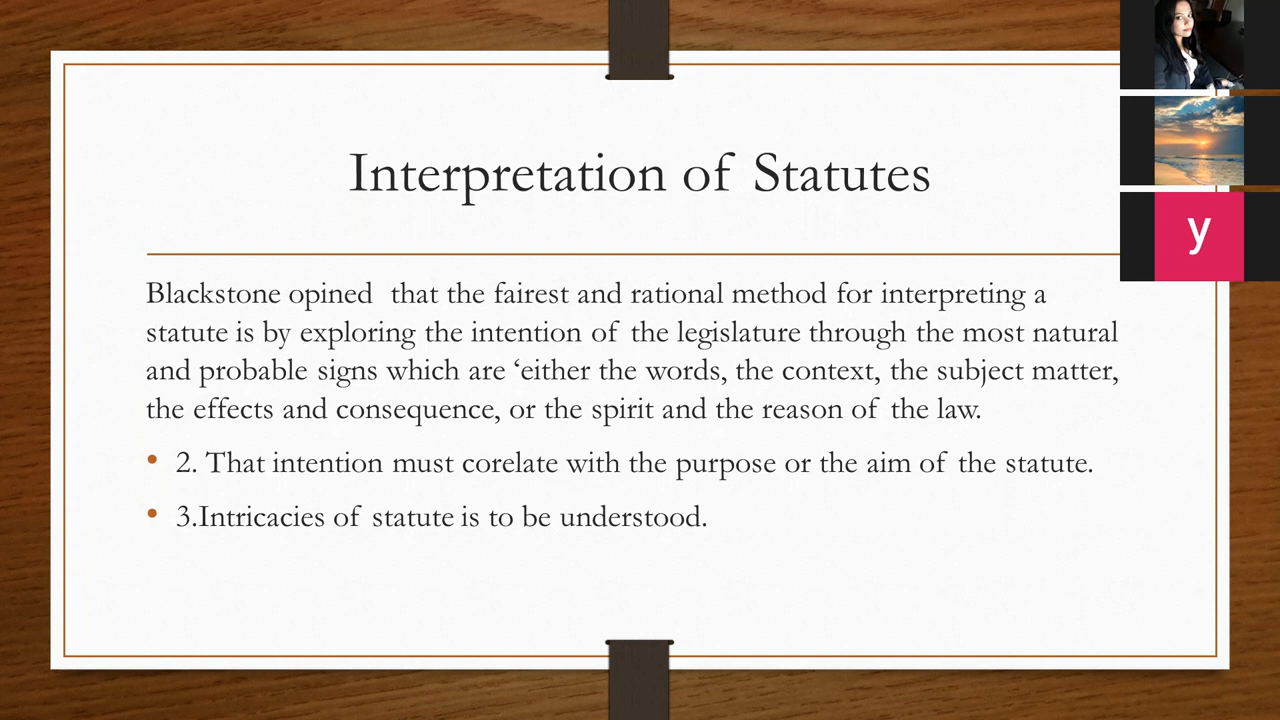 Interpretation of Statutes
Blackstone opined that the fairest and rational method for interpreting a
statute is by exploring the intention of the legislature through the most natural
and probable signs which are ‘either the words, the context, the subject matter,
the effects and consequence, or the spirit and the reason of the law.
• 2. That intention must corelate with the purpose or the aim of the statute.
• 3.Intricacies of statute is to be understood.
y